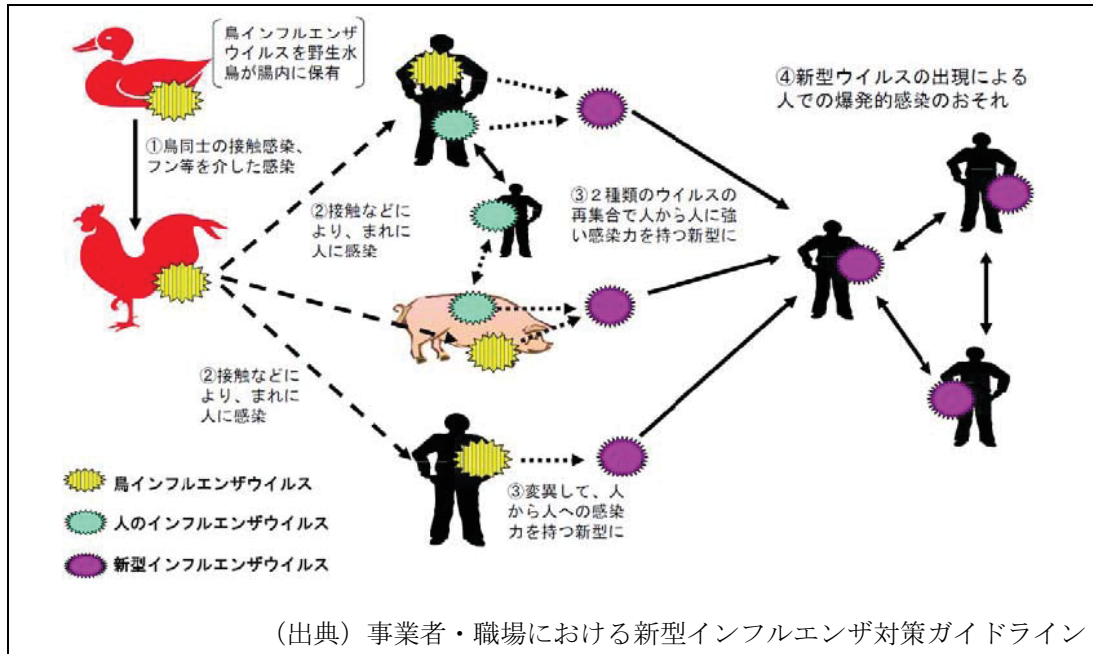 鳥インフルエンザ
ウイルスを野生水
鳥が腸内に保有
①鳥同士の接触感染、
フン等を介した感染
②接触などに
より、まれに
人に感染
②接触などに
より、まれに
人に感染
③２種類のウイルスの
再集合で人から人に強
い感染力を持つ新型に
③変異して、人
から人への感染
力を持つ新型に
④新型ウイルスの出現による
人での爆発的感染のおそれ
鳥インフルエンザウイルス
人のインフルエンザウイルス
新型インフルエンザウイルス
（出典）事業者・職場における新型インフルエンザ対策ガイドライン